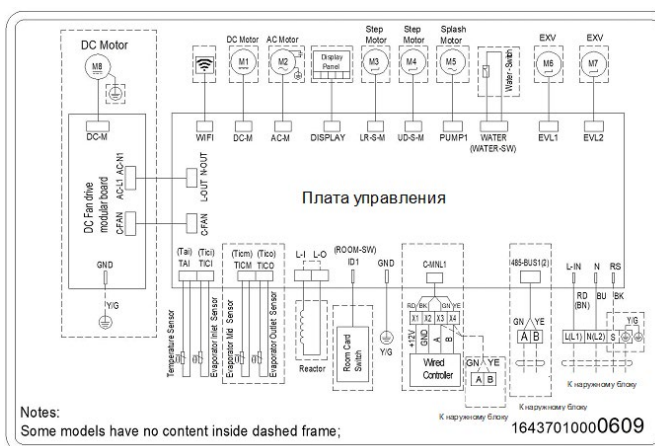 DC Motor
M8
DC-M
DC Fan drive
modular board
AC-L1 AC-N1
C-FAN
GND
Y/G
DC Motor
AC Motor
Step
Motor
Step
Motor
Splash
Motor
Water-Switch
EXV
EXV
M1
M2
Display
Panel
M3
M4
M5
M6
M7
WIFI
DC-M
AC-M
DISPLAY
LR-S-M
UD-S-M
PUMP1
WATER
(WATER-SW)
EVL1
EVL2
L-OUT N-OUT
C-FAN
Плата управления
(Tai)
TAI
(Tici)
TICI
(Ticm)
TICM
(Tico)
TICO
L-I
L-O
(ROOM-SW)
ID1
GND
C-MNL1
485-BUS1(2)
L-IN
N
RS
Temperature Sensor
Evaporator Inlet Sensor
Evaporator Mid Sensor
Evaporator Outlet Sensor
Reactor
Room Card
Switch
Y/G
RD BK GN YE
X1 X2 X3 X4
+12V
GND
A
B
Wired
Controller
GN YE
A B
К наружному блоку
GN YE
A B
К наружному блоку
RD
(BN)
BU
BK
Y/G
L(L1) N(L2) S
К наружному блоку
Notes:
Some models have no content inside dashed frame;
16437010000609